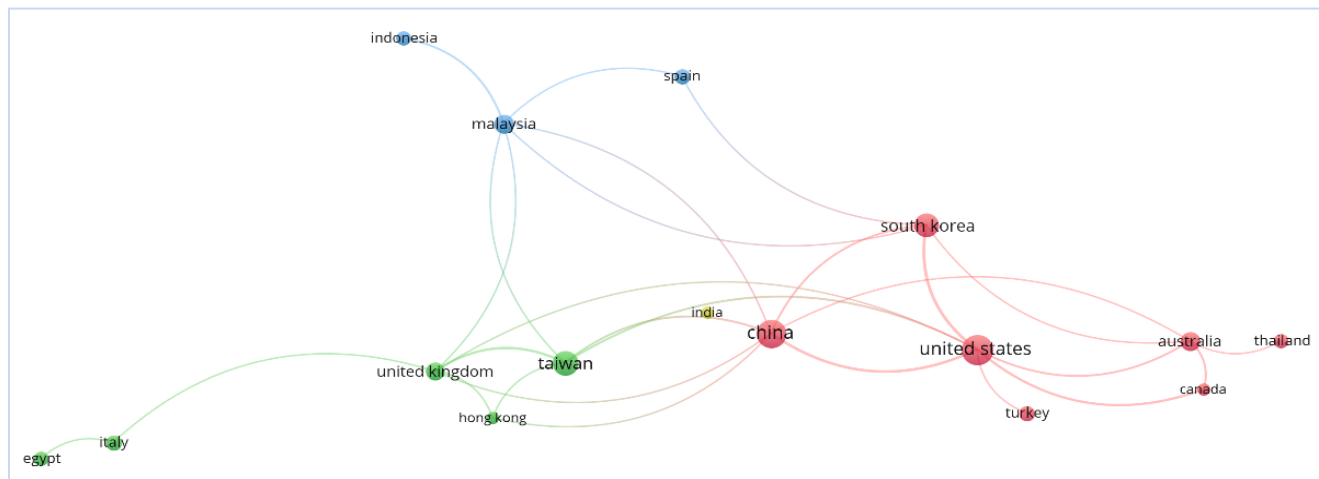 indonesia
spain
malaysia
south korea
india
china
united states
australia
thailand
taiwan
united kingdom
canada
hong kong
turkey
italy
egypt